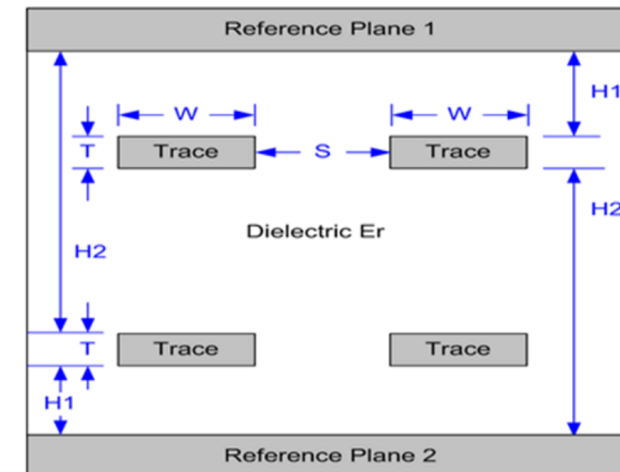 Reference Plane 1
H1
W
W
T
Trace
S
Trace
Dielectric Er
H2
H2
T
Trace
Trace
H1
Reference Plane 2